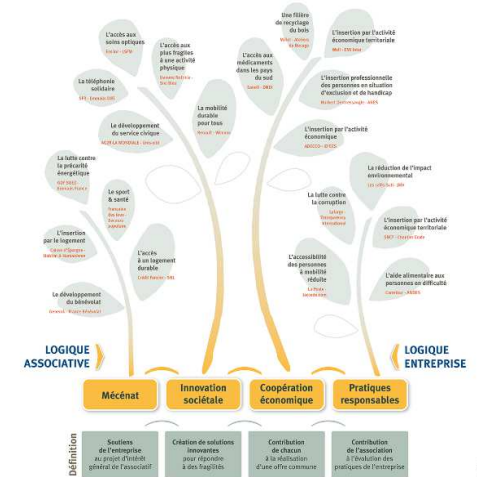 L'accès aux
soins optiques
L'accès aux
plus fragiles
à une activité
physique
La téléphonie
solidaire
Le développement
du service civique
La mobilité
durable
pour tous
La lutte contre
la précarité
énergétique
Le sport
& santé
L'insertion
par le logement
L'accès
à un logement
durable
Le développement
du bénévolat
Une filière
de recyclage
du bois
L'accès aux
médicaments
dans les pays
du sud
L'insertion par l'activité
économique territoriale
L'insertion professionnelle
des personnes en situation
d'exclusion et de handicap
L'insertion par l'activité
économique
La réduction de l'impact
environnemental
La lutte contre
la corruption
L'insertion par l'activité
économique territoriale
L'accessibilité
des personnes
à mobilité
réduite
L'aide alimentaire aux
personnes en difficulté
LOGIQUE
ASSOCIATIVE
LOGIQUE
ENTREPRISE
Mécénat
Innovation
sociétale
Coopération
économique
Pratiques
responsables
Définition
Soutiens
de l'entreprise
au projet d'intérêt
général de l'associatif
Création de solutions
innovantes
pour répondre
à des fragilités
Contribution
de chacun
à la réalisation
d'une offre commune
Contribution
de l'association
à l'évolution des
pratiques de l'entreprise